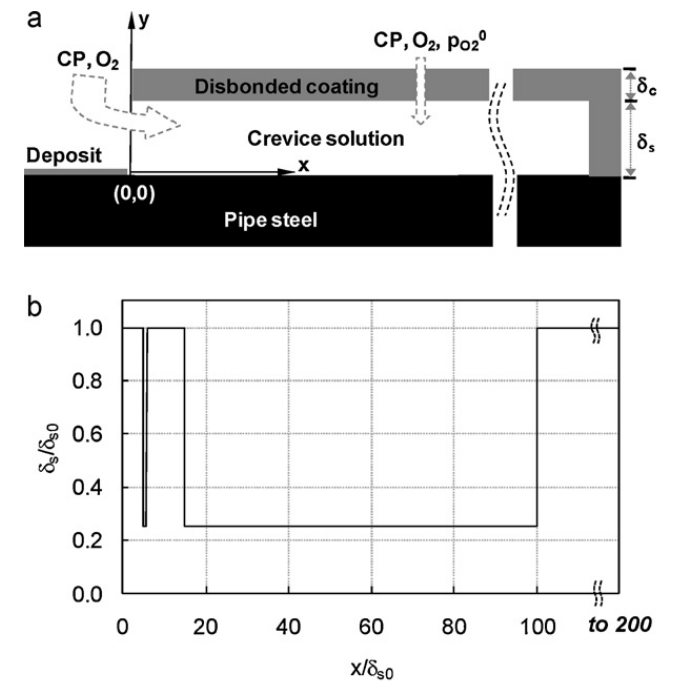 a
y
CP, O₂, pO2⁰
CP, O₂
Disbonded coating
δc
Crevice solution
δs
Deposit
x
(0,0)
Pipe steel
b
1.0
0.8
0.6
0.4
0.2
0.0
δs/δs0
0 20 40 60 80 100 to 200
x/δs0